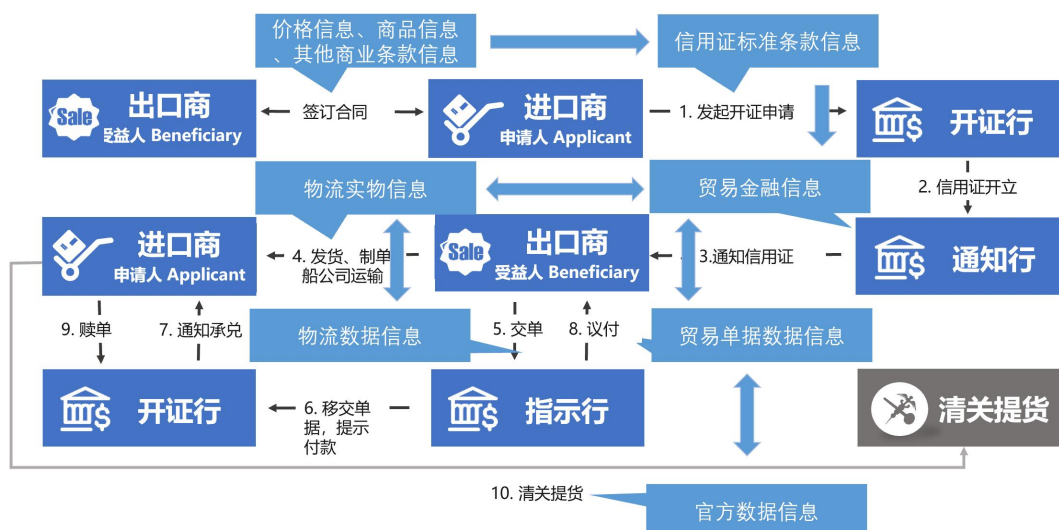 价格信息、商品信息
、其他商业条款信息
信用证标准条款信息
Sale
出口商
受益人 Beneficiary
签订合同
进口商
申请人 Applicant
1. 发起开证申请
开证行
物流实物信息
贸易金融信息
2. 信用证开立
进口商
申请人 Applicant
4. 发货、制单
船公司运输
Sale
出口商
受益人 Beneficiary
3.通知信用证
通知行
9. 赎单
7. 通知承兑
物流数据信息
5. 交单
8. 议付
贸易单据数据信息
开证行
6. 移交单
据，提示
付款
指示行
清关提货
10. 清关提货
官方数据信息